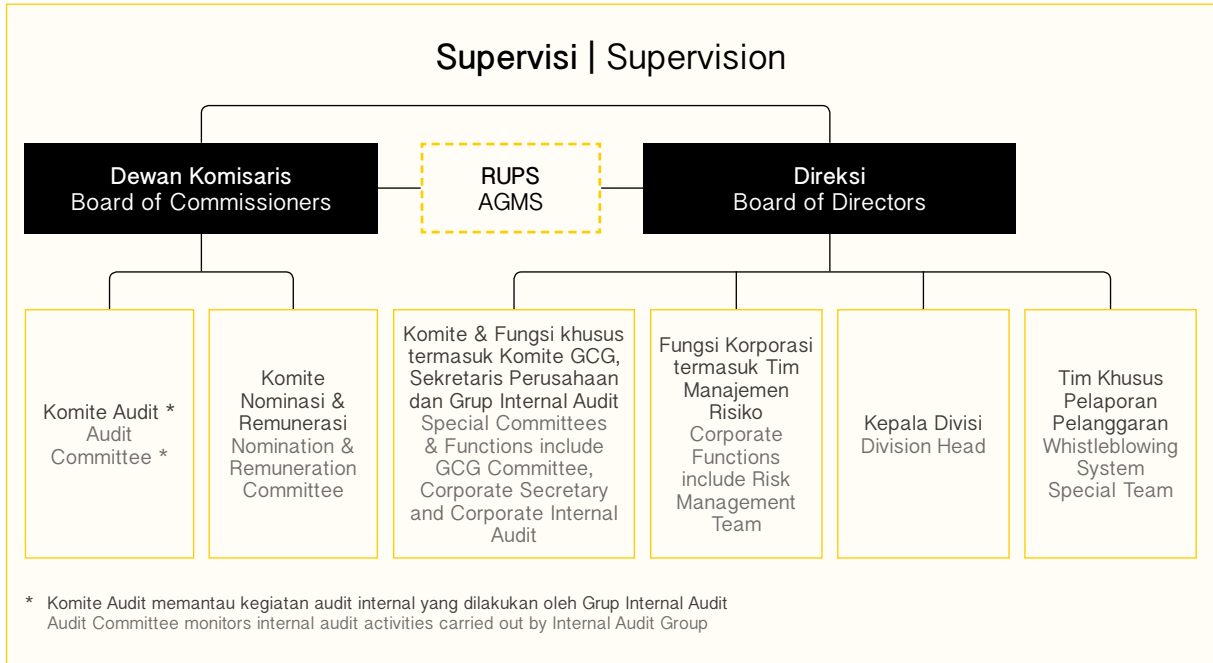 Supervisi | Supervision
Dewan Komisaris
Board of Commissioners
RUPS
AGMS
Direksi
Board of Directors
Komite Audit *
Audit
Committee *
Komite
Nominasi &
Remunerasi
Nomination &
Remuneration
Committee
Komite & Fungsi khusus
termasuk Komite GCG,
Sekretaris Perusahaan
dan Grup Internal Audit
Special Committees
& Functions include
GCG Committee,
Corporate Secretary
and Corporate Internal
Audit
Fungsi Korporasi
termasuk Tim
Manajemen
Risiko
Corporate
Functions
include Risk
Management
Team
Kepala Divisi
Division Head
Tim Khusus
Pelaporan
Pelanggaran
Whistleblowing
System
Special Team
* Komite Audit memantau kegiatan audit internal yang dilakukan oleh Grup Internal Audit
Audit Committee monitors internal audit activities carried out by Internal Audit Group